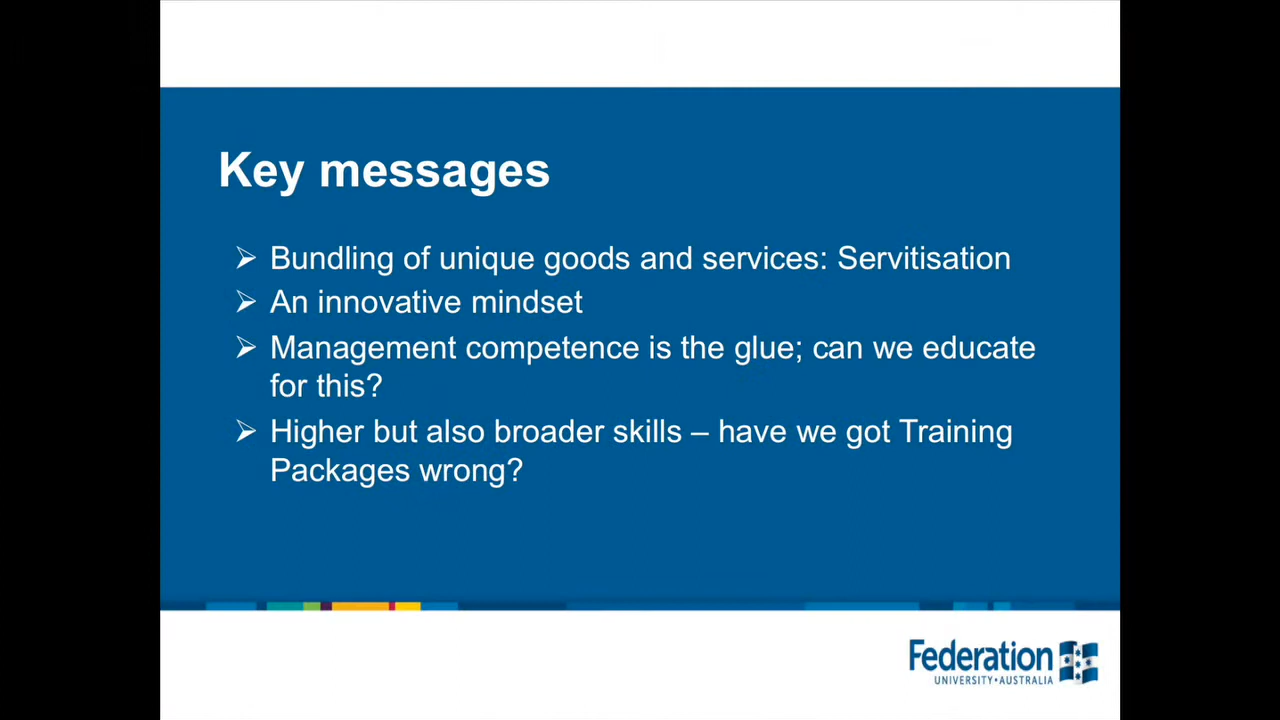 Key messages
➢ Bundling of unique goods and services: Servitisation
➢ An innovative mindset
➢ Management competence is the glue; can we educate
for this?
➢ Higher but also broader skills – have we got Training
Packages wrong?
Federation
UNIVERSITY•AUSTRALIA